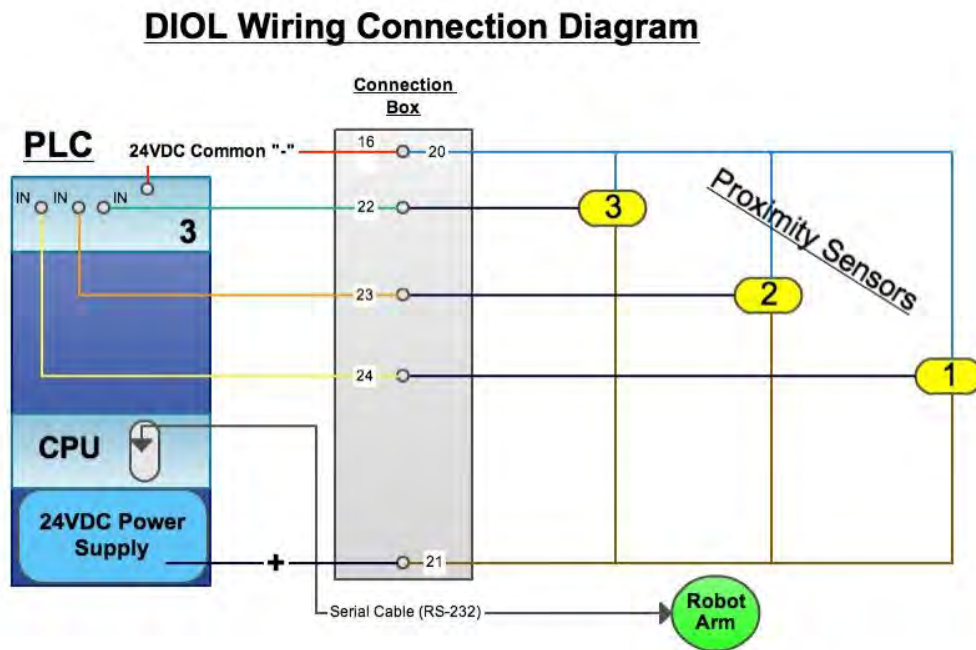 DIOL Wiring Connection Diagram
Connection
Box
PLC
24VDC Common "-"
16
20
IN
IN
IN
3
22
3
Proximity Sensors
23
2
24
1
CPU
24VDC Power
Supply
+
21
Serial Cable (RS-232)
Robot
Arm